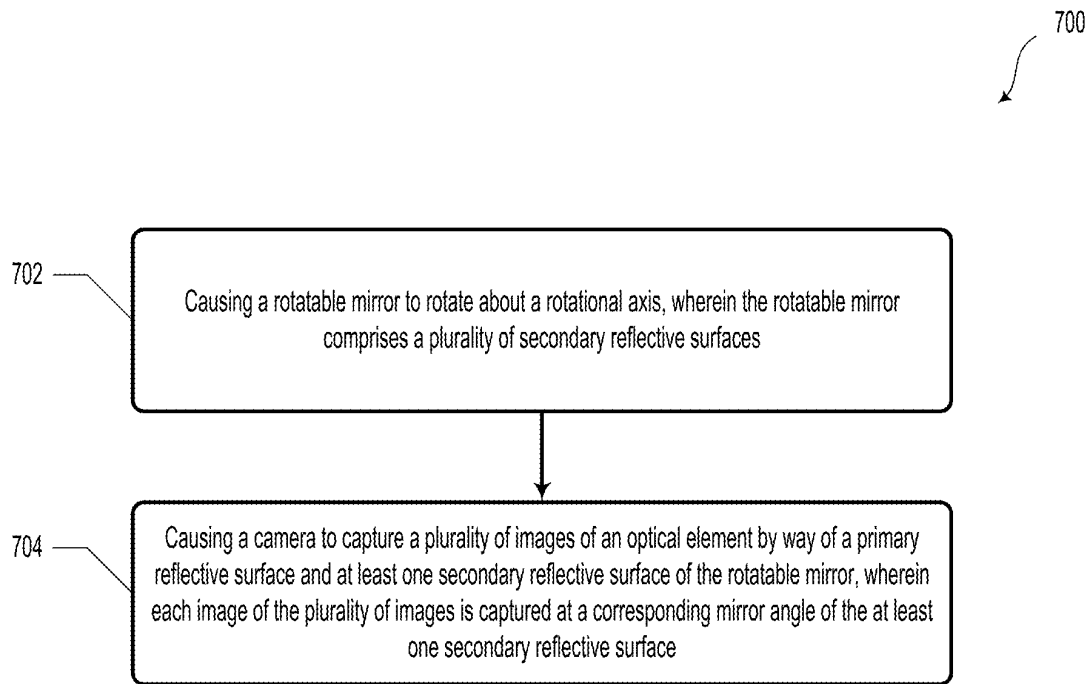 700
702
Causing a rotatable mirror to rotate about a rotational axis, wherein the rotatable mirror
comprises a plurality of secondary reflective surfaces
704
Causing a camera to capture a plurality of images of an optical element by way of a primary
reflective surface and at least one secondary reflective surface of the rotatable mirror, wherein
each image of the plurality of images is captured at a corresponding mirror angle of the at least
one secondary reflective surface